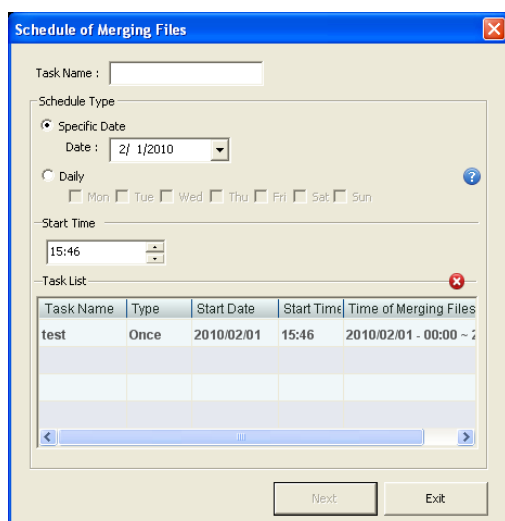 Schedule of Merging Files
Task Name :
Schedule Type
Specific Date
Date : 2/ 1/2010
Daily
Mon Tue Wed Thu Fri Sat Sun
Start Time
15:46
Task List
Task Name Type Start Date Start Time Time of Merging Files
test Once 2010/02/01 15:46 2010/02/01 - 00:00 ~ 2
Next Exit